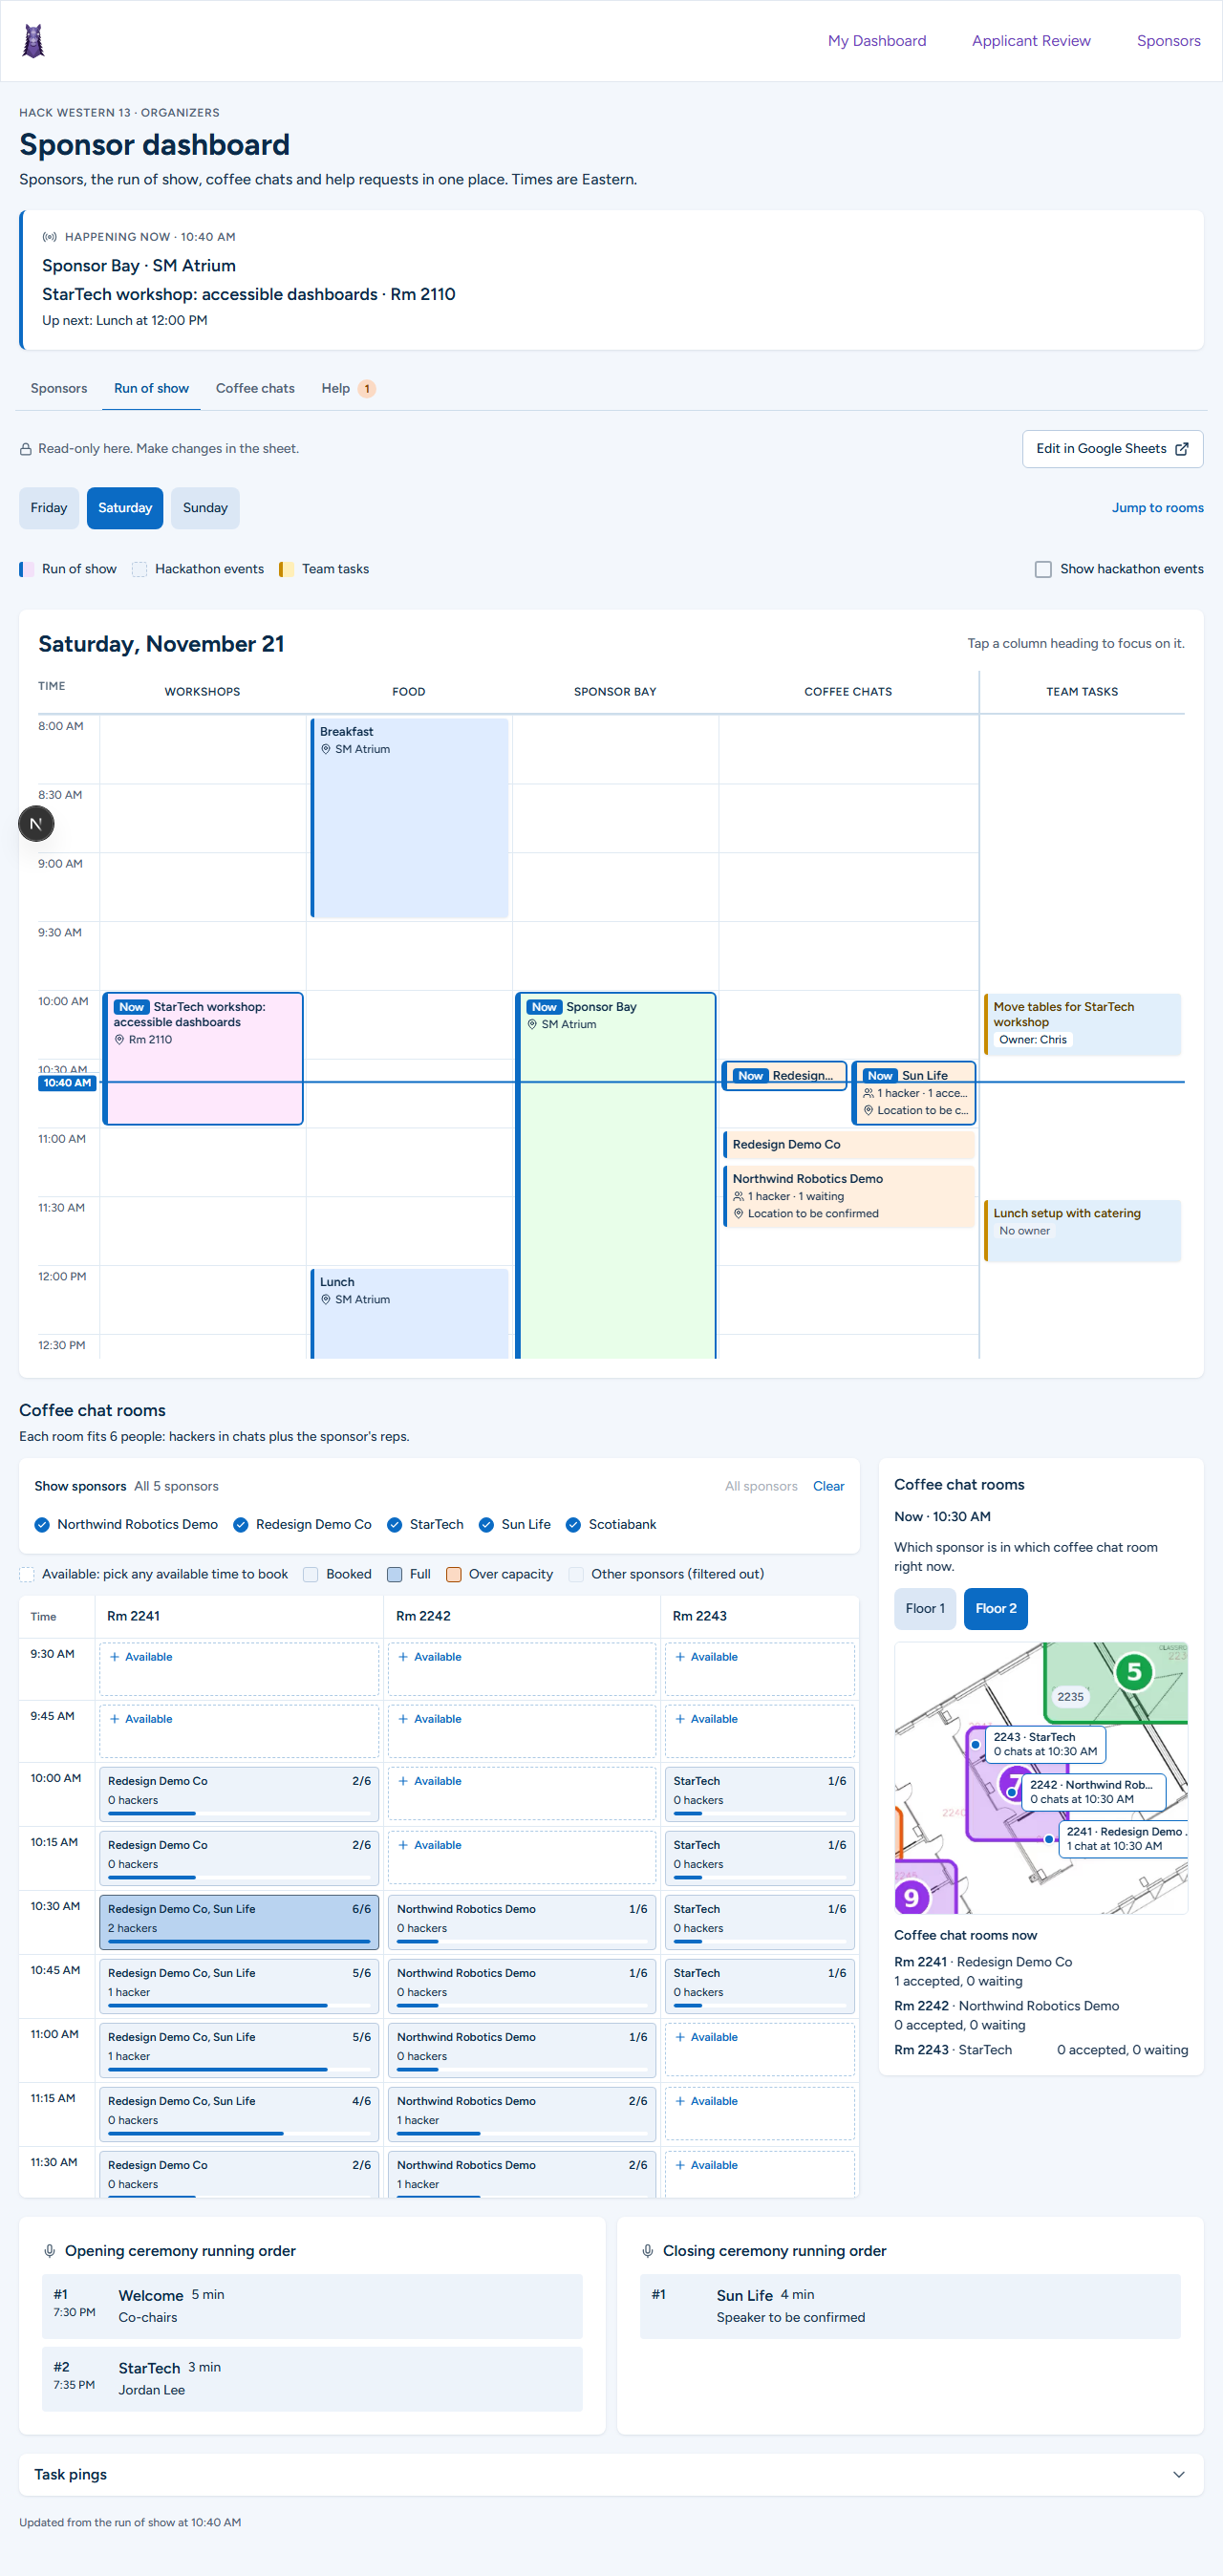 My Dashboard
Applicant Review
Sponsors
HACK WESTERN 13 · ORGANIZERS
Sponsor dashboard
Sponsors, the run of show, coffee chats and help requests in one place. Times are Eastern.
HAPPENING NOW · 10:40 AM
Sponsor Bay · SM Atrium
StarTech workshop: accessible dashboards · Rm 2110
Up next: Lunch at 12:00 PM
Sponsors
Run of show
Coffee chats
Help 1
Read-only here. Make changes in the sheet.
Edit in Google Sheets
Friday
Saturday
Sunday
Jump to rooms
Run of show
Hackathon events
Team tasks
Show hackathon events
Saturday, November 21
Tap a column heading to focus on it.
TIME
WORKSHOPS
FOOD
SPONSOR BAY
COFFEE CHATS
TEAM TASKS
8:00 AM
Breakfast
SM Atrium
8:30 AM
N
9:00 AM
9:30 AM
10:00 AM
Now StarTech workshop:
accessible dashboards
Rm 2110
Now Sponsor Bay
SM Atrium
Move tables for StarTech
workshop
Owner: Chris
10:30 AM
10:40 AM
Now Redesign...
Now Sun Life
1 hacker · 1 acce...
Location to be c...
11:00 AM
Redesign Demo Co
Northwind Robotics Demo
1 hacker · 1 waiting
Location to be confirmed
11:30 AM
Lunch setup with catering
No owner
12:00 PM
Lunch
SM Atrium
12:30 PM
Coffee chat rooms
Each room fits 6 people: hackers in chats plus the sponsor's reps.
Show sponsors All 5 sponsors
All sponsors
Clear
Northwind Robotics Demo
Redesign Demo Co
StarTech
Sun Life
Scotiabank
Available: pick any available time to book
Booked
Full
Over capacity
Other sponsors (filtered out)
Time
Rm 2241
Rm 2242
Rm 2243
9:30 AM
+ Available
+ Available
+ Available
9:45 AM
+ Available
+ Available
+ Available
10:00 AM
Redesign Demo Co 2/6
0 hackers
+ Available
StarTech 1/6
0 hackers
10:15 AM
Redesign Demo Co 2/6
0 hackers
+ Available
StarTech 1/6
0 hackers
10:30 AM
Redesign Demo Co, Sun Life 6/6
2 hackers
Northwind Robotics Demo 1/6
0 hackers
StarTech 1/6
0 hackers
10:45 AM
Redesign Demo Co, Sun Life 5/6
1 hacker
Northwind Robotics Demo 1/6
0 hackers
StarTech 1/6
0 hackers
11:00 AM
Redesign Demo Co, Sun Life 5/6
1 hacker
Northwind Robotics Demo 1/6
0 hackers
+ Available
11:15 AM
Redesign Demo Co, Sun Life 4/6
0 hackers
Northwind Robotics Demo 2/6
1 hacker
+ Available
11:30 AM
Redesign Demo Co 2/6
0 hackers
Northwind Robotics Demo 2/6
1 hacker
+ Available
Coffee chat rooms
Now · 10:30 AM
Which sponsor is in which coffee chat room
right now.
Floor 1
Floor 2
5
2235
2243 · StarTech
0 chats at 10:30 AM
7
2242 · Northwind Rob...
0 chats at 10:30 AM
2240
2241 · Redesign Demo .
1 chat at 10:30 AM
9
Coffee chat rooms now
Rm 2241 · Redesign Demo Co
1 accepted, 0 waiting
Rm 2242 · Northwind Robotics Demo
0 accepted, 0 waiting
Rm 2243 · StarTech
0 accepted, 0 waiting
Opening ceremony running order
#1
7:30 PM
Welcome 5 min
Co-chairs
#2
7:35 PM
StarTech 3 min
Jordan Lee
Closing ceremony running order
#1
Sun Life 4 min
Speaker to be confirmed
Task pings
Updated from the run of show at 10:40 AM